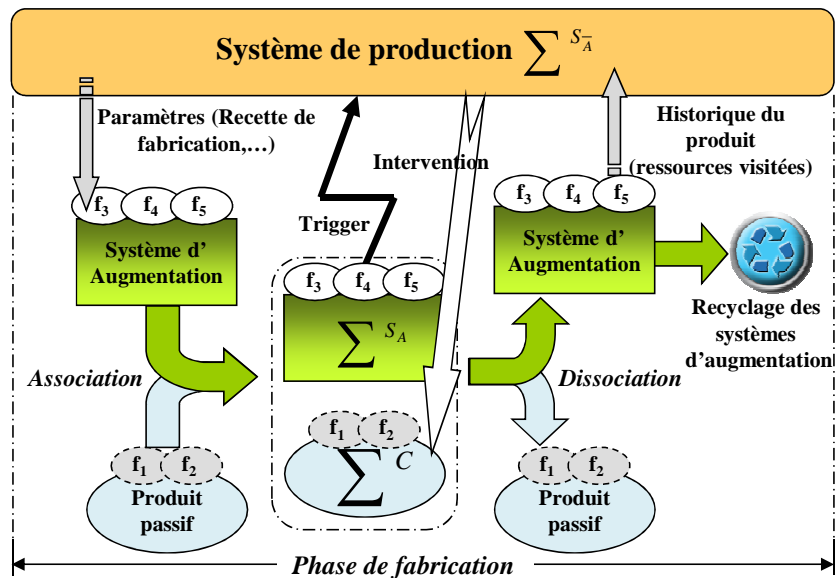 Système de production ∑ S_A̅
Paramètres (Recette de
fabrication,…)
Historique du
produit
(ressources visitées)
Intervention
Trigger
f3 f4 f5
Système d'
Augmentation
f3 f4 f5
∑ S_A
f3 f4 f5
Système d'
Augmentation
Recyclage des
systèmes
d'augmentation
Association
Dissociation
f1 f2
Produit
passif
f1 f2
∑ C
f1 f2
Produit
passif
Phase de fabrication